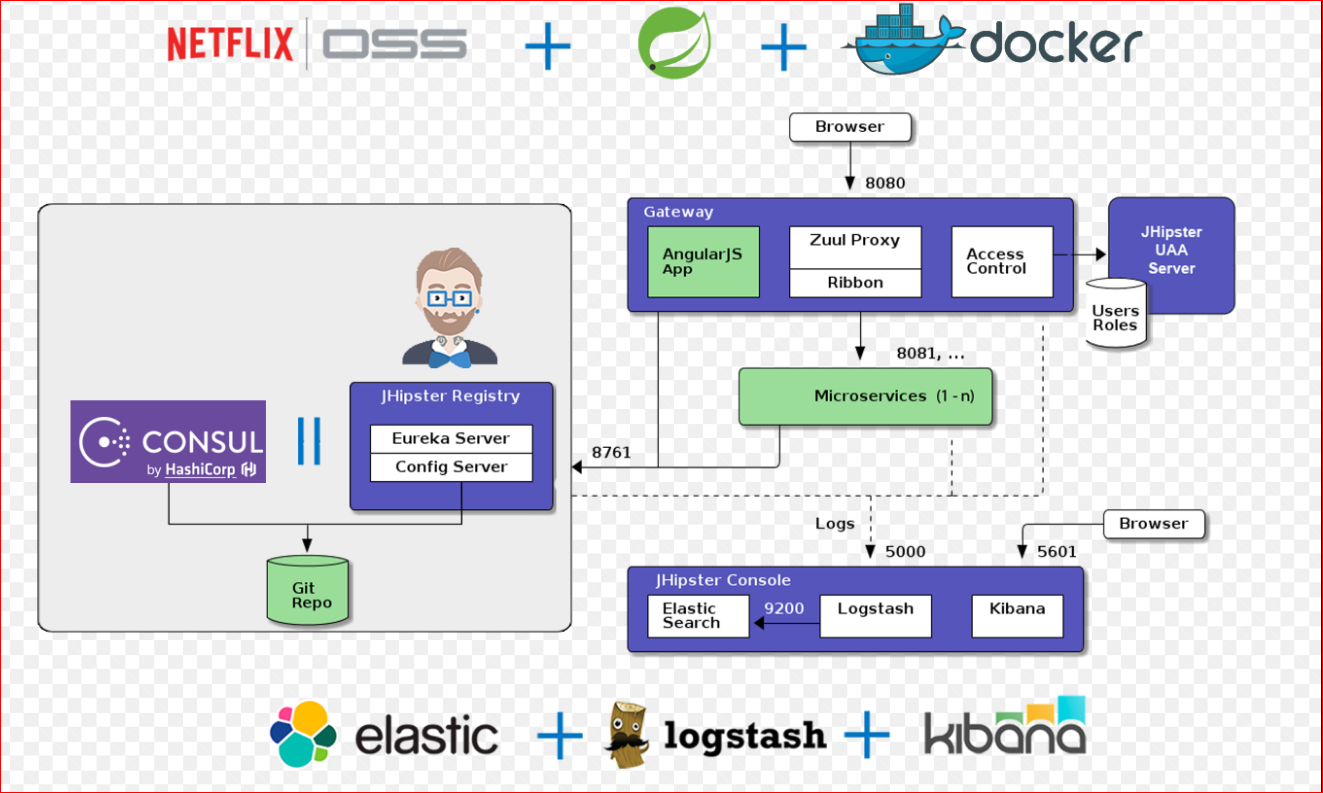 NETFLIX OSS
docker
Browser
8080
Gateway
AngularJS
App
Zuul Proxy
Ribbon
Access
Control
JHipster
UAA
Server
Users
Roles
8081, ...
Microservices (1 - n)
JHipster Registry
Eureka Server
Config Server
CONSUL
by HashiCorp
8761
Git
Repo
Logs
5000
Browser
5601
JHipster Console
Elastic
Search
9200
Logstash
Kibana
elastic
logstash
kibana